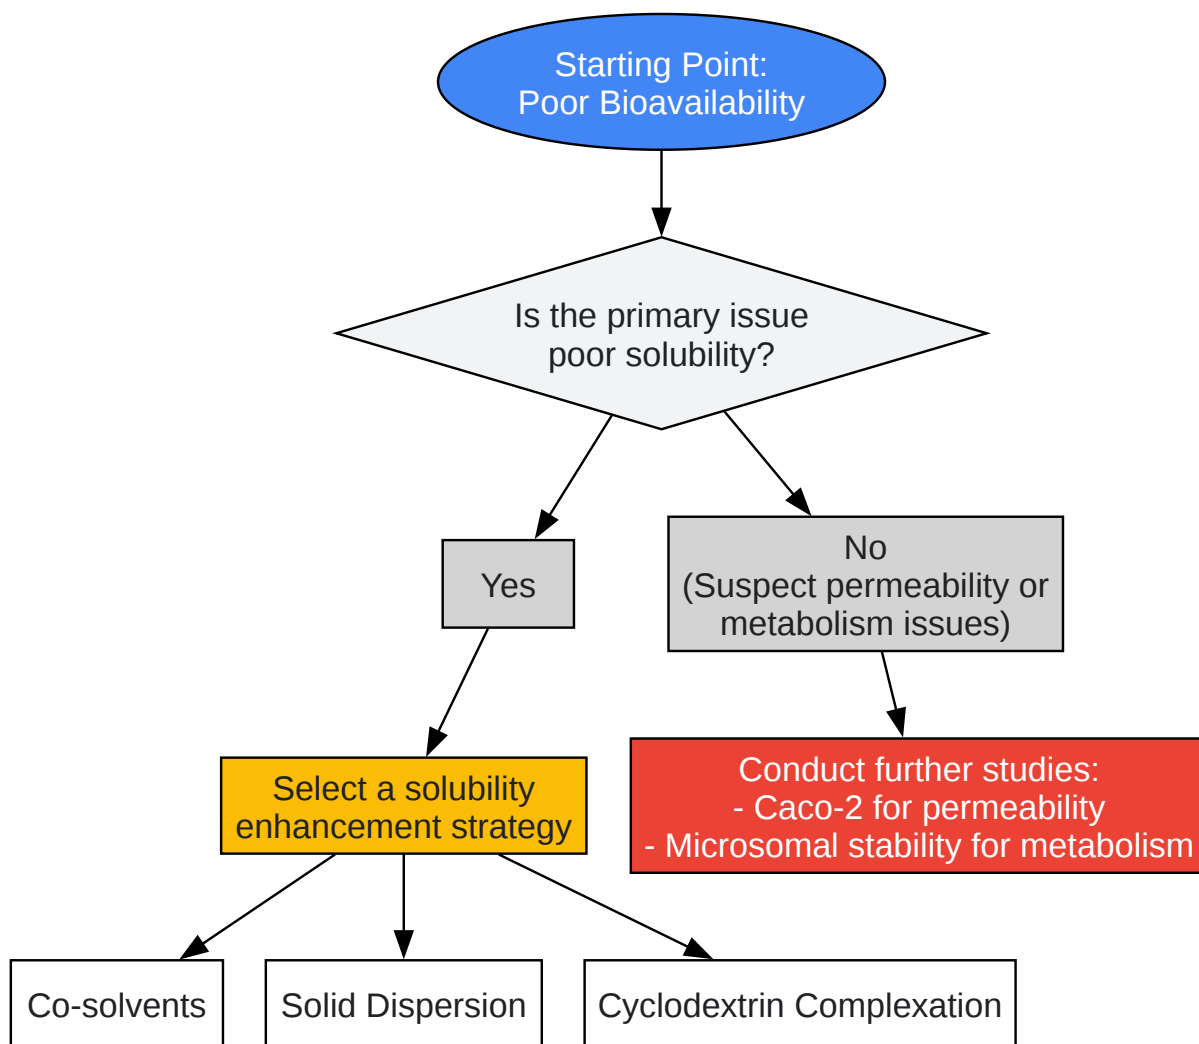 Starting Point:
Poor Bioavailability
Is the primary issue
poor solubility?
Yes
No
(Suspect permeability or
metabolism issues)
Select a solubility
enhancement strategy
Conduct further studies:
- Caco-2 for permeability
- Microsomal stability for metabolism
Co-solvents
Solid Dispersion
Cyclodextrin Complexation